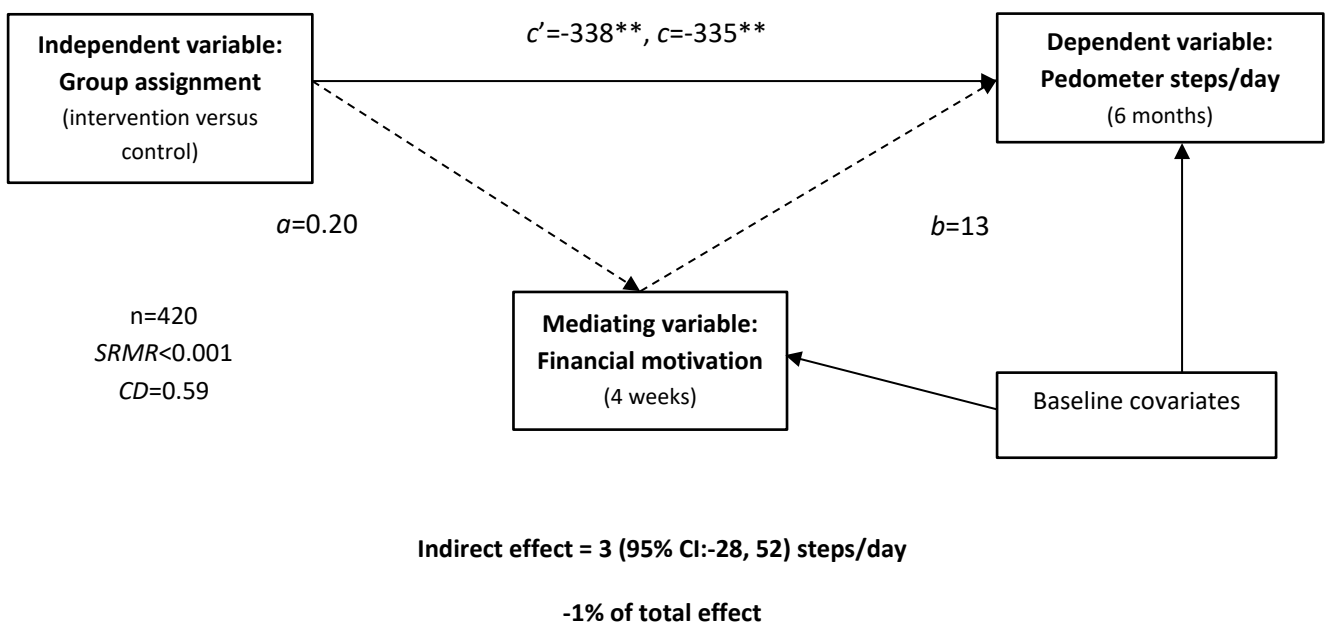 Independent variable:
Group assignment
(intervention versus
control)
c’=-338**, c=-335**
Dependent variable:
Pedometer steps/day
(6 months)
a=0.20
b=13
n=420
SRMR<0.001
CD=0.59
Mediating variable:
Financial motivation
(4 weeks)
Baseline covariates
Indirect effect = 3 (95% CI:-28, 52) steps/day
-1% of total effect